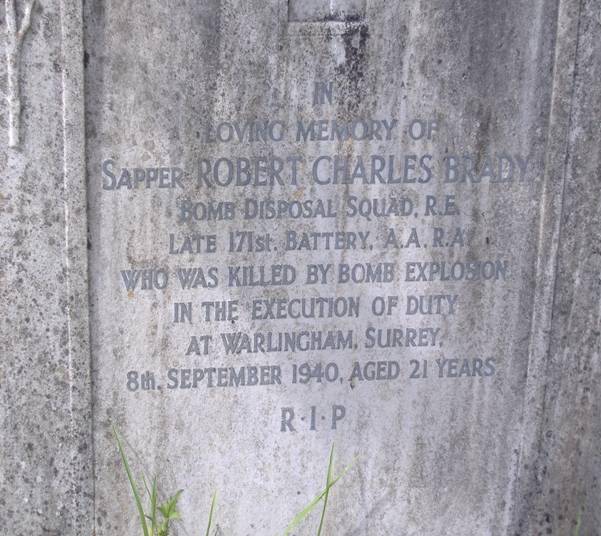 IN
LOVING MEMORY OF
SAPPER ROBERT CHARLES BRADY
BOMB DISPOSAL SQUAD, R.E.
LATE 171st. BATTERY, A.A. R.A.
WHO WAS KILLED BY BOMB EXPLOSION
IN THE EXECUTION OF DUTY
AT WARLINGHAM, SURREY,
8th. SEPTEMBER 1940, AGED 21 YEARS
R·I·P